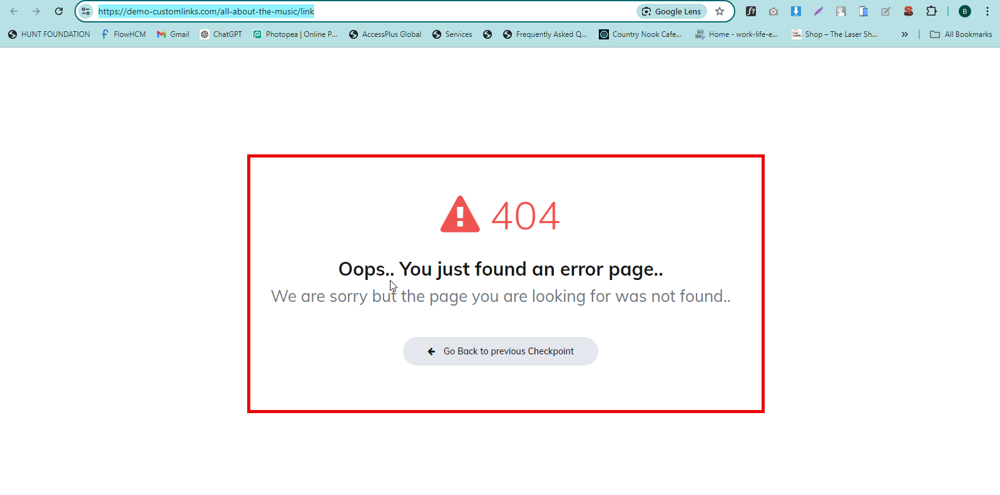 https://demo-customlinks.com/all-about-the-music/link
Google Lens
f?
SEO
B
HUNT FOUNDATION
FlowHCM
Gmail
ChatGPT
Photopea | Online P...
AccessPlus Global
Services
Frequently Asked Q...
Country Nook Cafe...
Home - work-life-e...
Shop – The Laser Sh...
All Bookmarks
404
Oops.. You just found an error page..
We are sorry but the page you are looking for was not found..
Go Back to previous Checkpoint